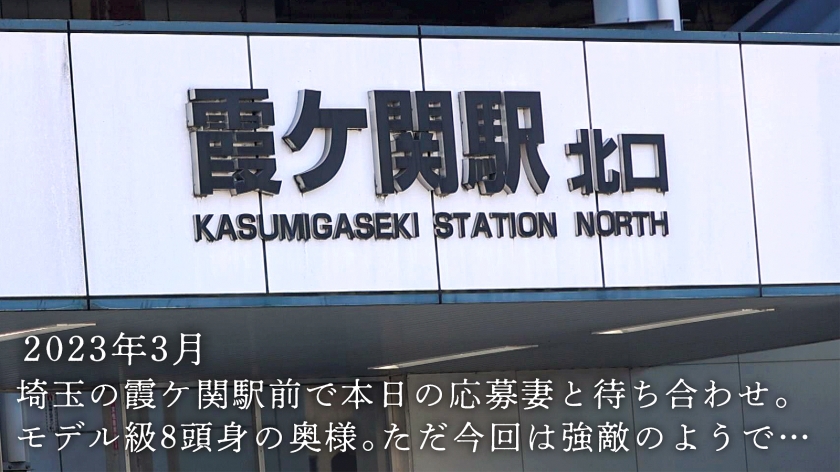 霞ケ関駅 北口
KASUMIGASEKI STATION NORTH
2023年3月
埼玉の霞ケ関駅前で本日の応募妻と待ち合わせ。
モデル級8頭身の奥様。ただ今回は強敵のようで…